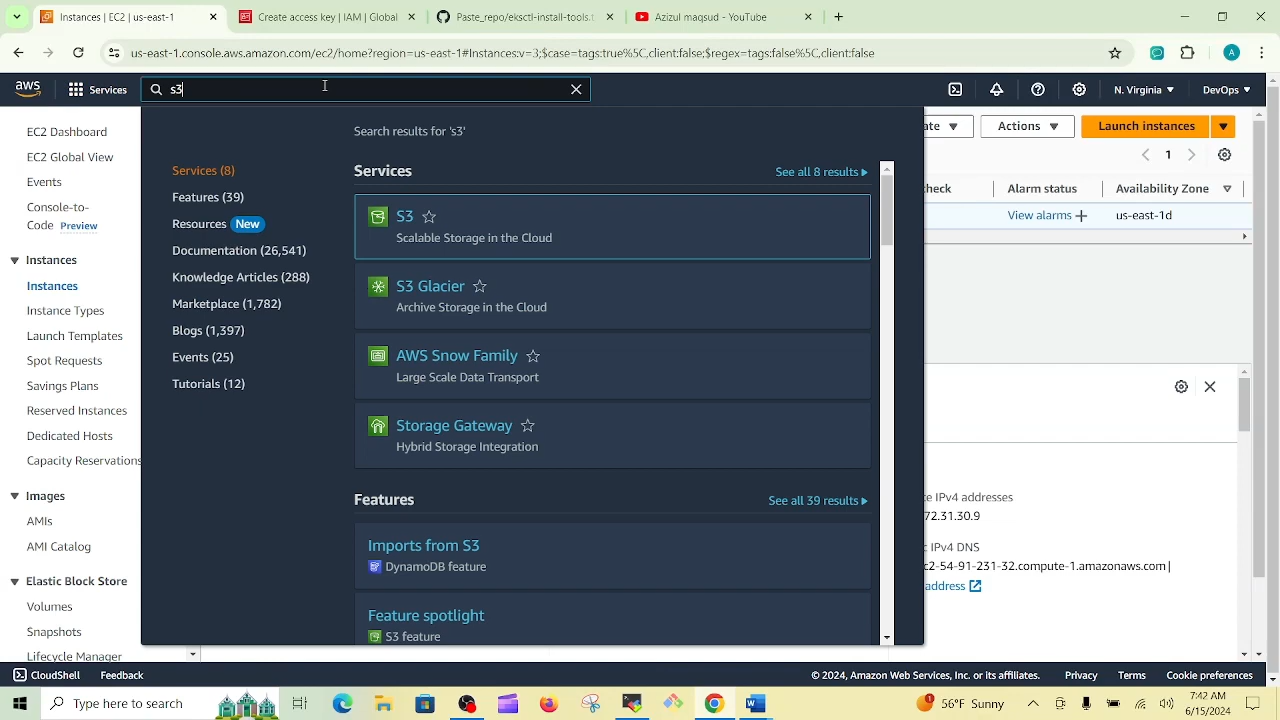 Instances | EC2 | us-east-1
Create access key | IAM | Global
Paste-repo/eksctl-install-tools.t
Azizul maqsud - YouTube
us-east-1.console.aws.amazon.com/ec2/home?region=us-east-1#Instances:v=3;$case=tags:true%5C,client:false;$regex=tags:false%5C,client:false
A
aws
Services
s3
N. Virginia
DevOps
EC2 Dashboard
EC2 Global View
Events
Console-to-
Code Preview
Instances
Instances
Instance Types
Launch Templates
Spot Requests
Savings Plans
Reserved Instances
Dedicated Hosts
Capacity Reservations
Images
AMIs
AMI Catalog
Elastic Block Store
Volumes
Snapshots
Lifecycle Manager
Search results for 's3'
Services (8)
Features (39)
Resources New
Documentation (26,541)
Knowledge Articles (288)
Marketplace (1,782)
Blogs (1,397)
Events (25)
Tutorials (12)
Services
See all 8 results
S3
Scalable Storage in the Cloud
S3 Glacier
Archive Storage in the Cloud
AWS Snow Family
Large Scale Data Transport
Storage Gateway
Hybrid Storage Integration
Features
See all 39 results
Imports from S3
DynamoDB feature
Feature spotlight
S3 feature
ate
Actions
Launch instances
1
heck
Alarm status
Availability Zone
View alarms
us-east-1d
e IPv4 addresses
72.31.30.9
c IPv4 DNS
c2-54-91-231-32.compute-1.amazonaws.com |
address
CloudShell
Feedback
© 2024, Amazon Web Services, Inc. or its affiliates.
Privacy
Terms
Cookie preferences
Type here to search
1
56°F Sunny
7:42 AM
6/15/2024